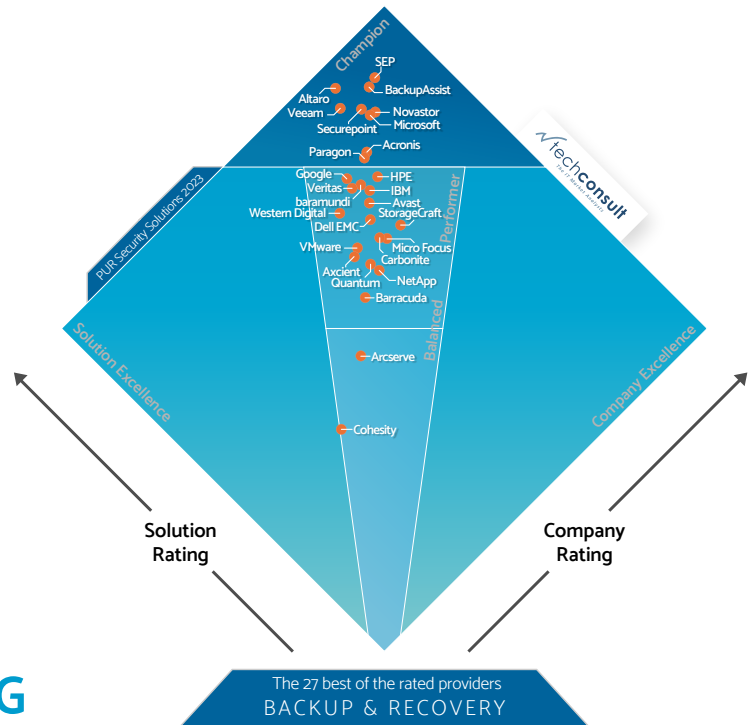 Champion
SEP
BackupAssist
Altaro
Veeam
Novastor
Securepoint
Microsoft
Acronis
Paragon
techconsult
The IT Market Analysts
PUR Security Solutions 2023
Google
HPE
Veritas
IBM
baramundi
Avast
Western Digital
StorageCraft
Dell EMC
Performer
VMware
Micro Focus
Carbonite
Axcient
Quantum
NetApp
Barracuda
Balanced
Solution Excellence
Company Excellence
Arcserve
Cohesity
Solution
Rating
Company
Rating
G
The 27 best of the rated providers
BACKUP & RECOVERY